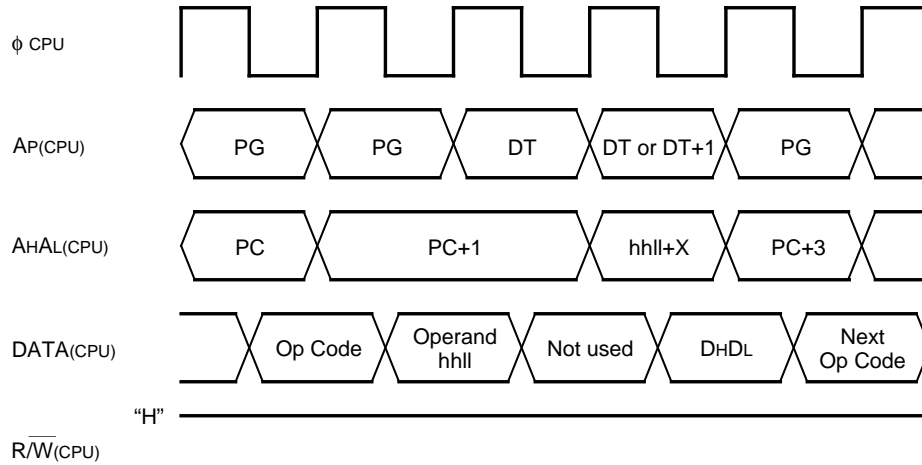 ϕ CPU
AP(CPU) PG PG DT DT or DT+1 PG
AHAL(CPU) PC PC+1 hhll+X PC+3
DATA(CPU) Op Code Operand hhll Not used DHDL Next Op Code
“H”
R/W̅(CPU)